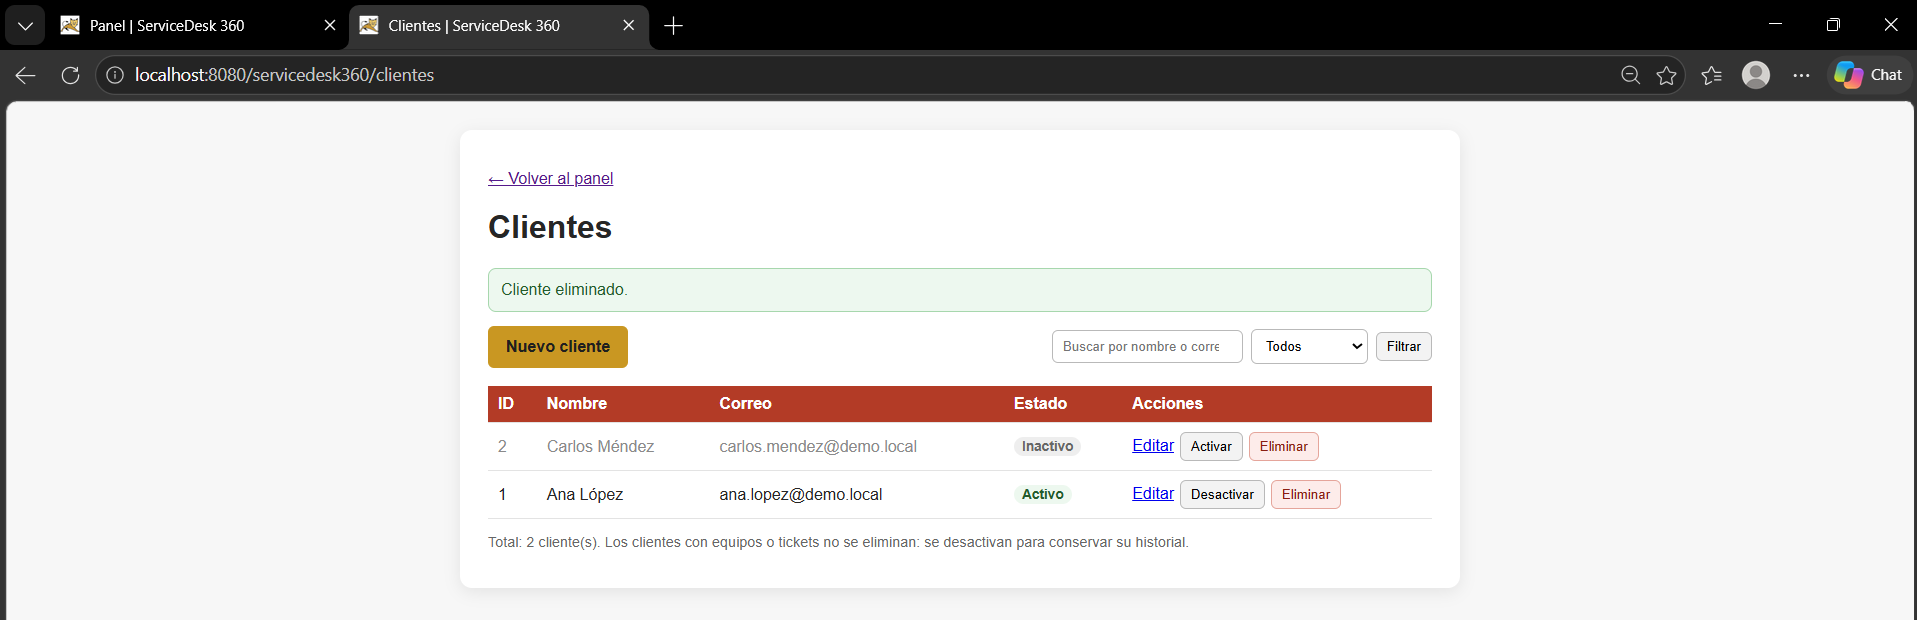 Panel | ServiceDesk 360
Clientes | ServiceDesk 360
localhost:8080/servicedesk360/clientes
Chat
← Volver al panel
Clientes
Cliente eliminado.
Nuevo cliente
Buscar por nombre o corre
Todos
Filtrar
ID Nombre Correo Estado Acciones
2 Carlos Méndez carlos.mendez@demo.local Inactivo Editar Activar Eliminar
1 Ana López ana.lopez@demo.local Activo Editar Desactivar Eliminar
Total: 2 cliente(s). Los clientes con equipos o tickets no se eliminan: se desactivan para conservar su historial.